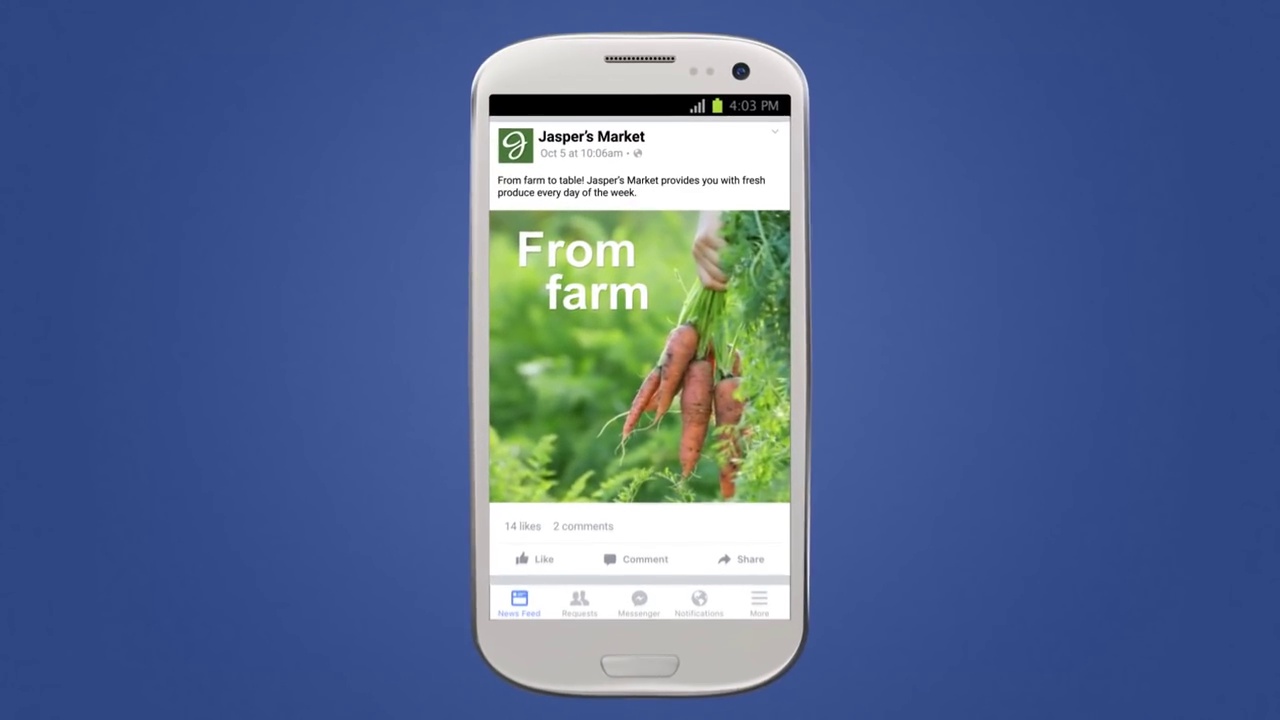 4:03 PM
Jasper's Market
Oct 5 at 10:06am
From farm to table! Jasper's Market provides you with fresh
produce every day of the week.
From
farm
14 likes 2 comments
Like Comment Share
News Feed Requests Messenger Notifications More